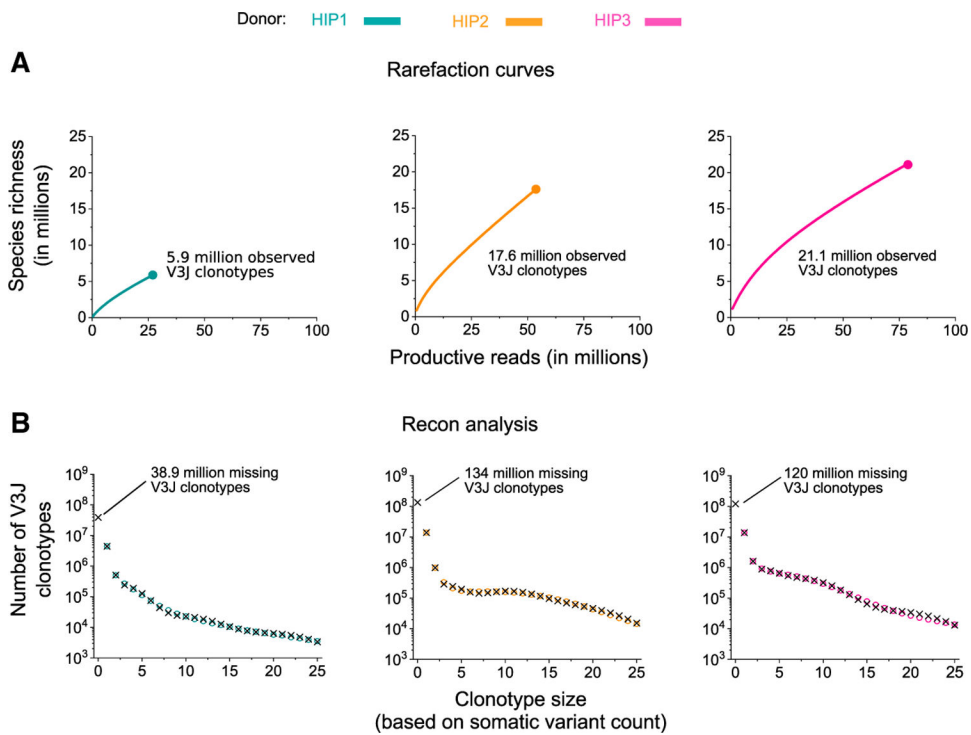 Donor: HIP1 HIP2 HIP3
A
Rarefaction curves
Species richness
(in millions)
25
20
15
10
5
0
5.9 million observed
V3J clonotypes
0 25 50 75 100
25
20
15
10
5
0
17.6 million observed
V3J clonotypes
0 25 50 75 100
25
20
15
10
5
0
21.1 million observed
V3J clonotypes
0 25 50 75 100
Productive reads (in millions)
B
Recon analysis
Number of V3J
clonotypes
10⁹
10⁸
10⁷
10⁶
10⁵
10⁴
10³
38.9 million missing
V3J clonotypes
0 5 10 15 20 25
10⁹
10⁸
10⁷
10⁶
10⁵
10⁴
10³
134 million missing
V3J clonotypes
0 5 10 15 20 25
10⁹
10⁸
10⁷
10⁶
10⁵
10⁴
10³
120 million missing
V3J clonotypes
0 5 10 15 20 25
Clonotype size
(based on somatic variant count)